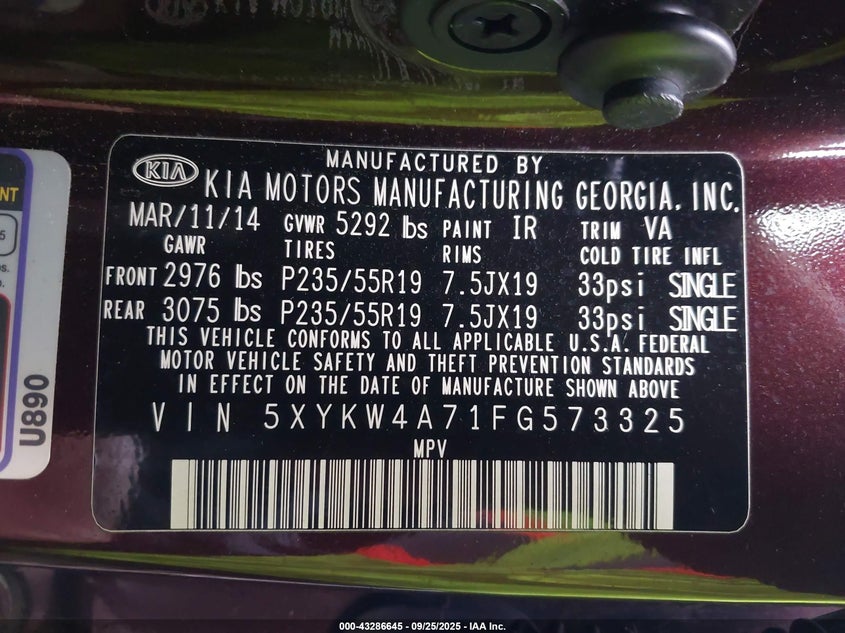 KIA
MANUFACTURED BY
KIA MOTORS MANUFACTURING GEORGIA, INC.
MAR/11/14 GVWR 5292 lbs PAINT IR TRIM VA
GAWR TIRES RIMS COLD TIRE INFL
FRONT 2976 lbs P235/55R19 7.5JX19 33psi SINGLE
REAR 3075 lbs P235/55R19 7.5JX19 33psi SINGLE
THIS VEHICLE CONFORMS TO ALL APPLICABLE U.S.A. FEDERAL
MOTOR VEHICLE SAFETY AND THEFT PREVENTION STANDARDS
IN EFFECT ON THE DATE OF MANUFACTURE SHOWN ABOVE
VIN 5XYKW4A71FG573325
MPV
U890
000-43286645 - 09/25/2025 - IAA Inc.